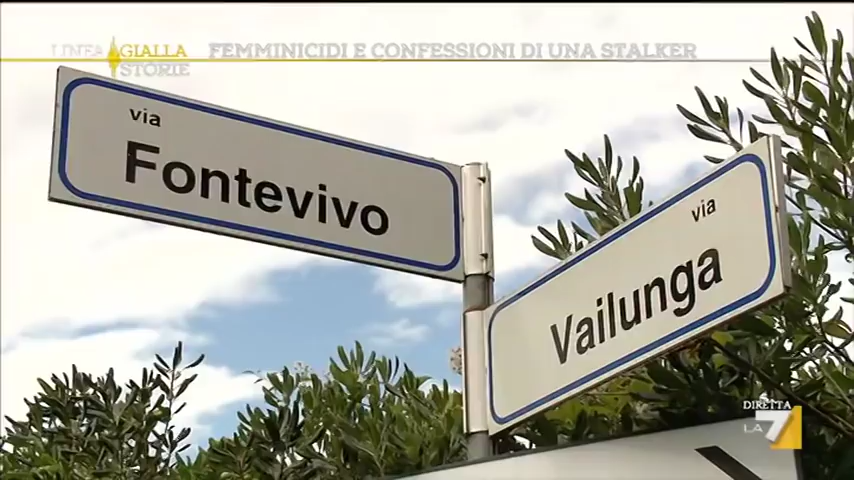 LINEA GIALLA
STORIE
FEMMINICIDI E CONFESSIONI DI UNA STALKER
via
Fontevivo
via
Vailunga
DIRETTA
LA 7